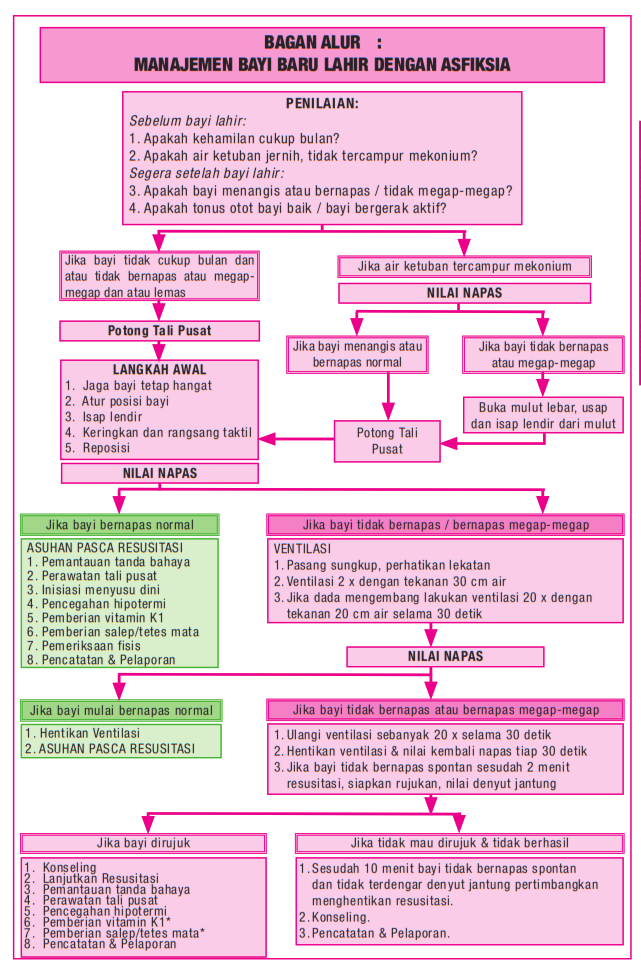 BAGAN ALUR :
MANAJEMEN BAYI BARU LAHIR DENGAN ASFIKSIA
PENILAIAN:
Sebelum bayi lahir:
1. Apakah kehamilan cukup bulan?
2. Apakah air ketuban jernih, tidak tercampur mekonium?
Segera setelah bayi lahir:
3. Apakah bayi menangis atau bernapas / tidak megap-megap?
4. Apakah tonus otot bayi baik / bayi bergerak aktif?
Jika bayi tidak cukup bulan dan
atau tidak bernapas atau megap-
megap dan atau lemas
Potong Tali Pusat
LANGKAH AWAL
1. Jaga bayi tetap hangat
2. Atur posisi bayi
3. Isap lendir
4. Keringkan dan rangsang taktil
5. Reposisi
NILAI NAPAS
Jika air ketuban tercampur mekonium
NILAI NAPAS
Jika bayi menangis atau
bernapas normal
Jika bayi tidak bernapas
atau megap-megap
Buka mulut lebar, usap
dan isap lendir dari mulut
Potong Tali
Pusat
Jika bayi bernapas normal
ASUHAN PASCA RESUSITASI
1. Pemantauan tanda bahaya
2. Perawatan tali pusat
3. Inisiasi menyusu dini
4. Pencegahan hipotermi
5. Pemberian vitamin K1
6. Pemberian salep/tetes mata
7. Pemeriksaan fisis
8. Pencatatan & Pelaporan
Jika bayi tidak bernapas / bernapas megap-megap
VENTILASI
1. Pasang sungkup, perhatikan lekatan
2. Ventilasi 2 x dengan tekanan 30 cm air
3. Jika dada mengembang lakukan ventilasi 20 x dengan
tekanan 20 cm air selama 30 detik
NILAI NAPAS
Jika bayi mulai bernapas normal
1. Hentikan Ventilasi
2. ASUHAN PASCA RESUSITASI
Jika bayi tidak bernapas atau bernapas megap-megap
1. Ulangi ventilasi sebanyak 20 x selama 30 detik
2. Hentikan ventilasi & nilai kembali napas tiap 30 detik
3. Jika bayi tidak bernapas spontan sesudah 2 menit
resusitasi, siapkan rujukan, nilai denyut jantung
Jika bayi dirujuk
1. Konseling
2. Lanjutkan Resusitasi
3. Pemantauan tanda bahaya
4. Perawatan tali pusat
5. Pencegahan hipotermi
6. Pemberian vitamin K1*
7. Pemberian salep/tetes mata*
8. Pencatatan & Pelaporan
Jika tidak mau dirujuk & tidak berhasil
1. Sesudah 10 menit bayi tidak bernapas spontan
dan tidak terdengar denyut jantung pertimbangkan
menghentikan resusitasi.
2. Konseling.
3. Pencatatan & Pelaporan.